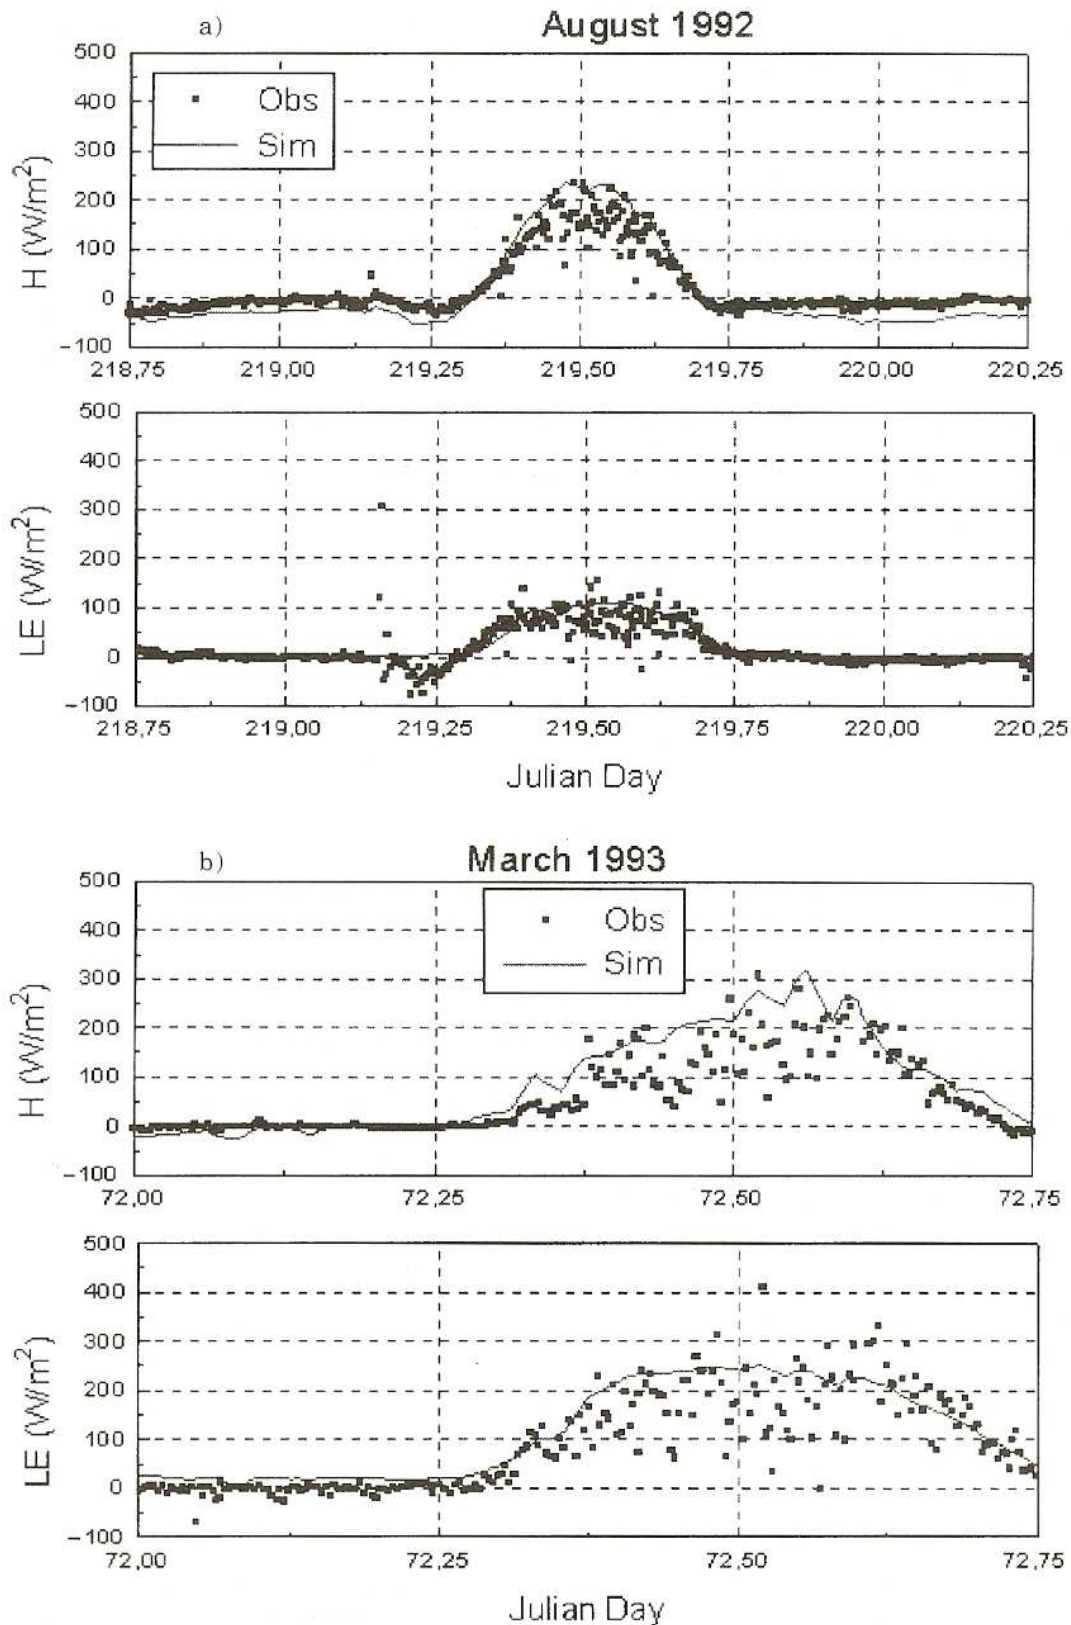 a)
August 1992
500
400
300
200
100
0
-100
H (W/m²)
Obs
Sim
218,75 219,00 219,25 219,50 219,75 220,00 220,25
500
400
300
200
100
0
-100
LE (W/m²)
218,75 219,00 219,25 219,50 219,75 220,00 220,25
Julian Day
b)
March 1993
500
400
300
200
100
0
-100
H (W/m²)
Obs
Sim
72,00 72,25 72,50 72,75
500
400
300
200
100
0
-100
LE (W/m²)
72,00 72,25 72,50 72,75
Julian Day